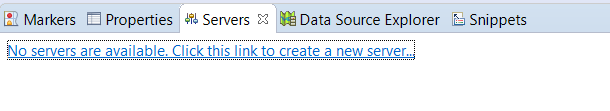 Markers Properties Servers Data Source Explorer Snippets
No servers are available. Click this link to create a new server...